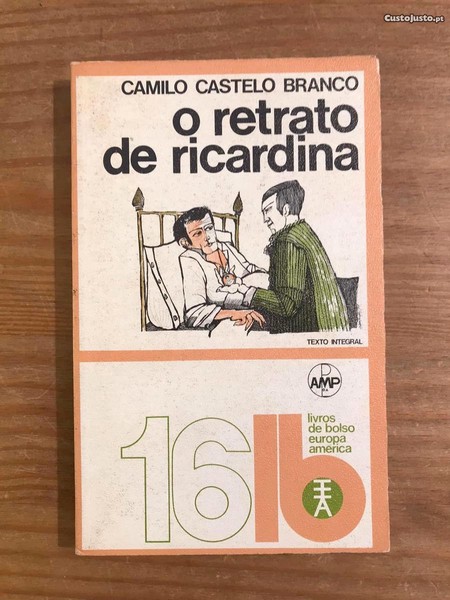 CustoJusto.pt
CAMILO CASTELO BRANCO
o retrato
de ricardina
TEXTO INTEGRAL
AMP
16 lb
livros
de bolso
europa
américa